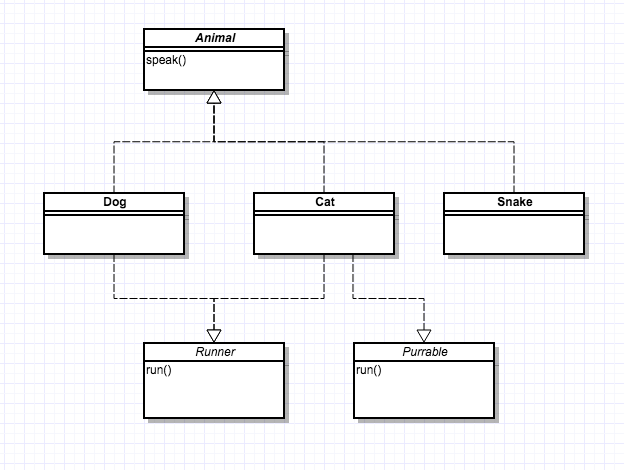 Animal
speak()
Dog
Cat
Snake
Runner
run()
Purrable
run()